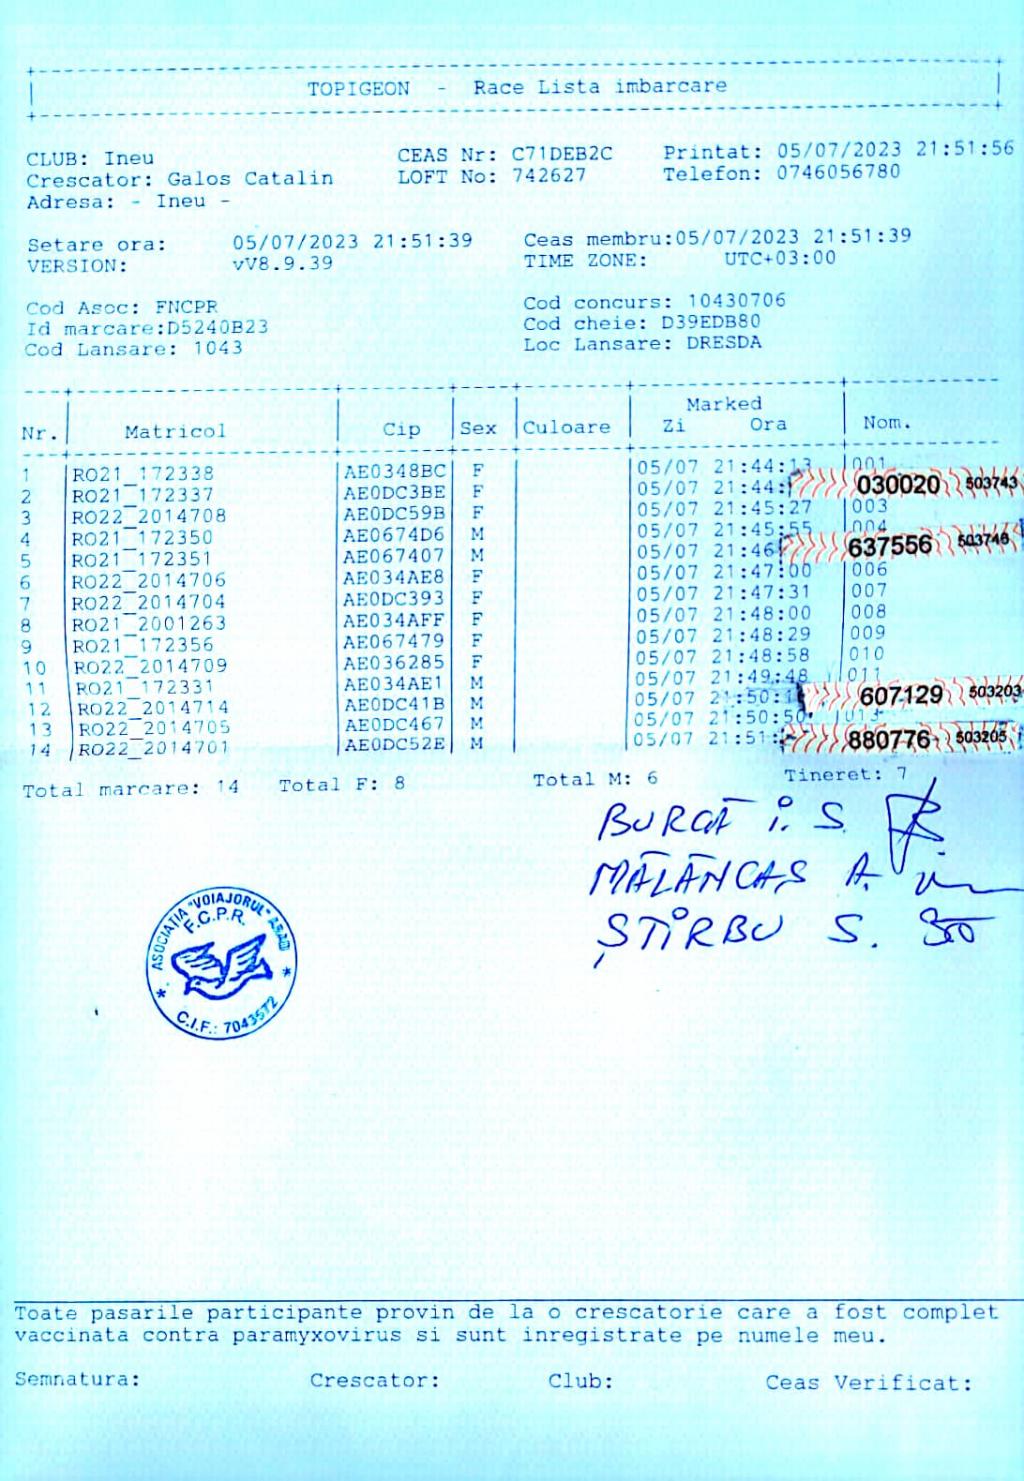 TOPIGEON - Race Lista imbarcare
CLUB: Ineu CEAS Nr: C71DEB2C Printat: 05/07/2023 21:51:56
Crescator: Galos Catalin LOFT No: 742627 Telefon: 0746056780
Adresa: - Ineu -
Setare ora: 05/07/2023 21:51:39 Ceas membru:05/07/2023 21:51:39
VERSION: vV8.9.39 TIME ZONE: UTC+03:00
Cod Asoc: FNCPR Cod concurs: 10430706
Id marcare:D5240B23 Cod cheie: D39EDB80
Cod Lansare: 1043 Loc Lansare: DRESDA
Marked
Nr. Matricol Cip Sex Culoare Zi Ora Nom.
1 RO21_172338 AE0348BC F 05/07 21:44:13 001
2 RO21_172337 AE0DC3BE F 05/07 21:44: 030020 503743
3 RO22_2014708 AE0DC59B F 05/07 21:45:27 003
4 RO21_172350 AE0674D6 M 05/07 21:45:55 004
5 RO21_172351 AE067407 M 05/07 21:46 637556 503746
6 RO22_2014706 AE034AE8 F 05/07 21:47:00 006
7 RO22_2014704 AE0DC393 F 05/07 21:47:31 007
8 RO21_2001263 AE034AFF F 05/07 21:48:00 008
9 RO21_172356 AE067479 F 05/07 21:48:29 009
10 RO22_2014709 AE036285 F 05/07 21:48:58 010
11 RO21_172331 AE034AE1 M 05/07 21:49:48 011
12 RO22_2014714 AE0DC41B M 05/07 21:50:1 607129 503203
13 RO22_2014705 AE0DC467 M 05/07 21:50:50 013
14 RO22_2014701 AE0DC52E M 05/07 21:51: 880776 503205
Total marcare: 14 Total F: 8 Total M: 6 Tineret: 7
BURCĂ I. S.
MĂLĂNCAȘ A.
ȘTIRBU S.
ASOCIAȚIA "VOIAJORUL" ARAD
F.C.P.R.
C.I.F.: 7043572
Toate pasarile participante provin de la o crescatorie care a fost complet
vaccinata contra paramyxovirus si sunt inregistrate pe numele meu.
Semnatura: Crescator: Club: Ceas Verificat: